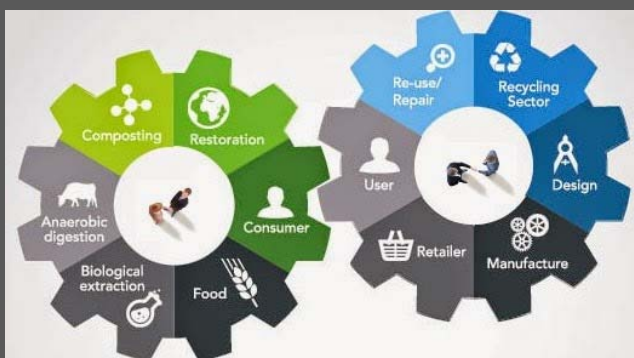 Composting
Restoration
Anaerobic
digestion
Consumer
Biological
extraction
Food
Re-use/
Repair
Recycling
Sector
User
Design
Retailer
Manufacture